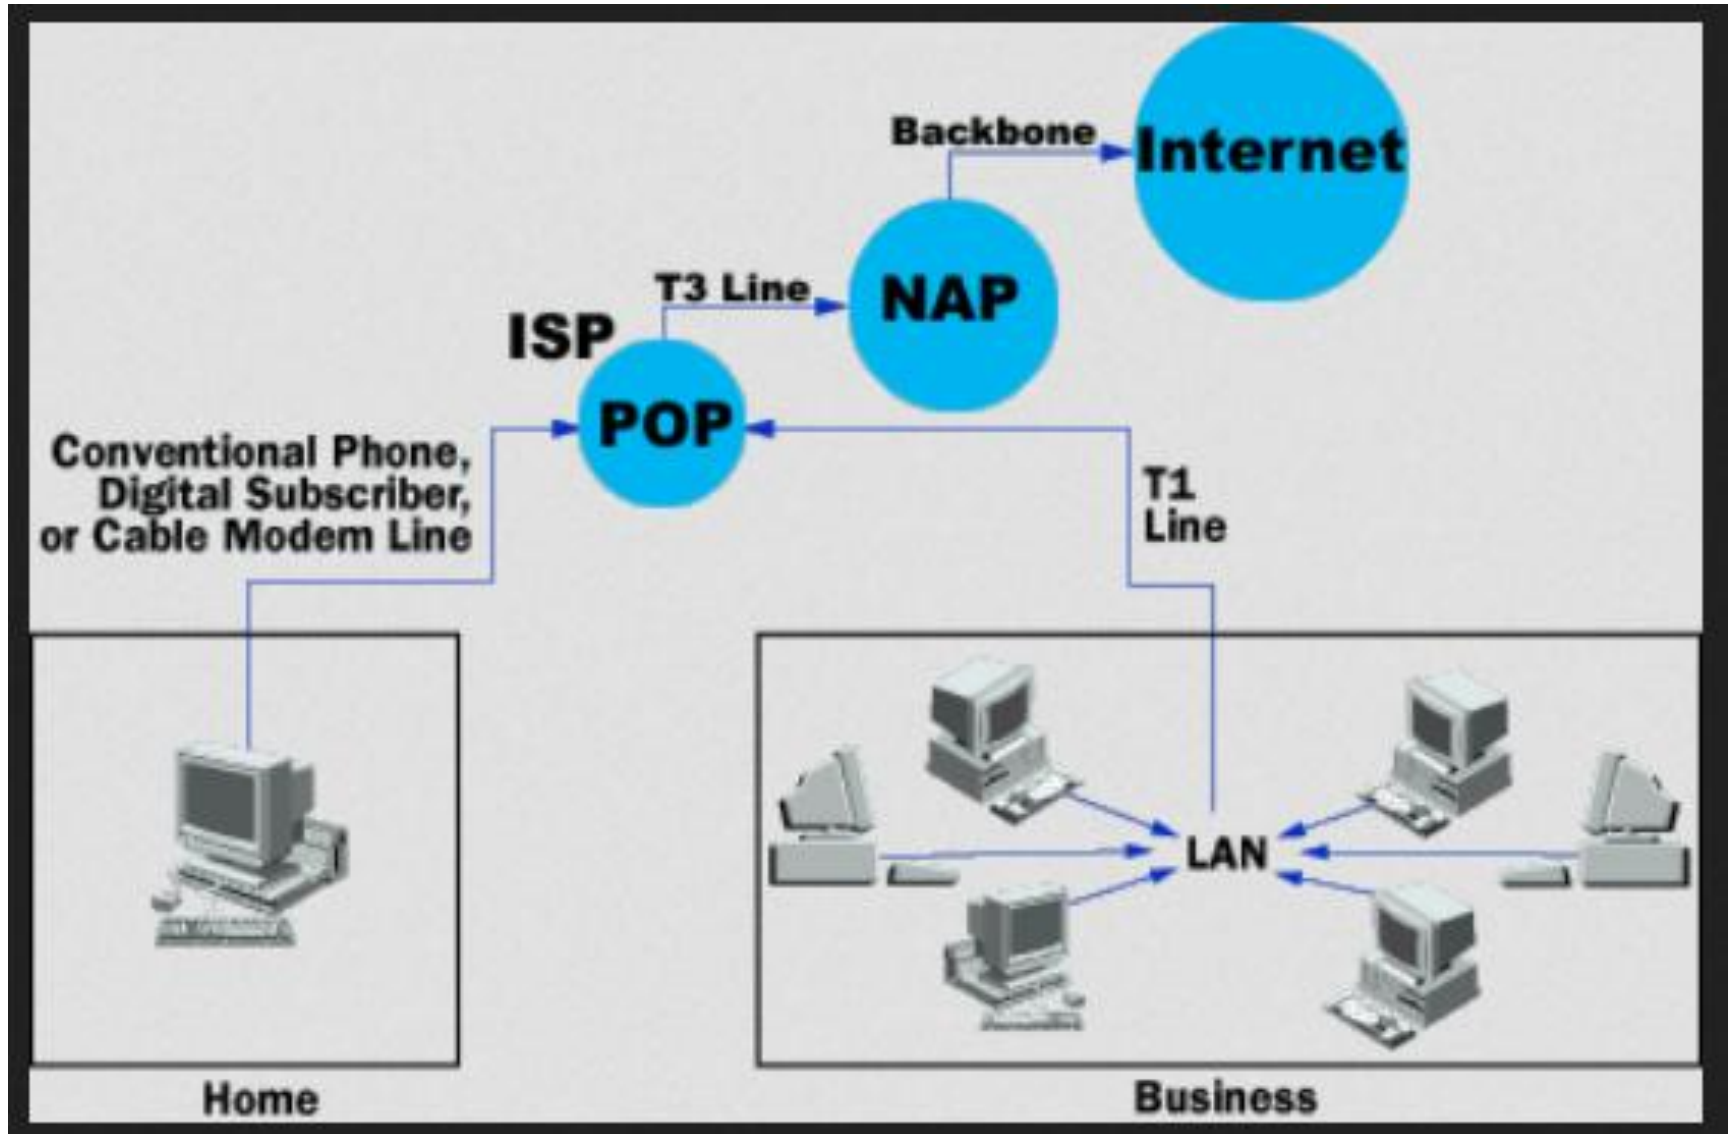 Internet
Backbone
NAP
T3 Line
ISP
POP
Conventional Phone,
Digital Subscriber,
or Cable Modem Line
T1
Line
LAN
Home
Business